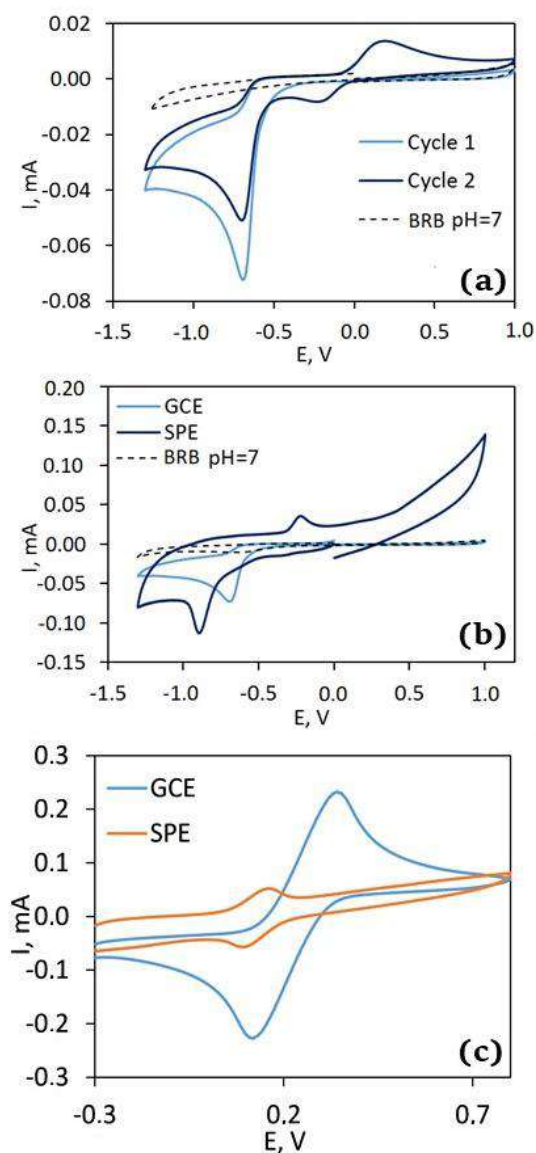 0.02
0.00
-0.02
-0.04
-0.06
-0.08
I, mA
Cycle 1
Cycle 2
BRB pH=7
(a)
-1.5 -1.0 -0.5 0.0 0.5 1.0
E, V
0.20
0.15
0.10
0.05
0.00
-0.05
-0.10
-0.15
I, mA
GCE
SPE
BRB pH=7
(b)
-1.5 -1.0 -0.5 0.0 0.5 1.0
E, V
0.3
0.2
0.1
0.0
-0.1
-0.2
-0.3
I, mA
GCE
SPE
(c)
-0.3 0.2 0.7
E, V